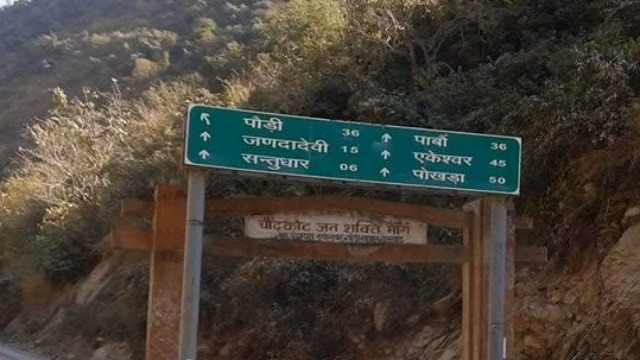 पौड़ी 36
जणदादेवी 15
सन्तुधार 06
पाबौं 36
एकेश्वर 45
पोखड़ा 50
चौंदकोट जन शक्ति मार्ग